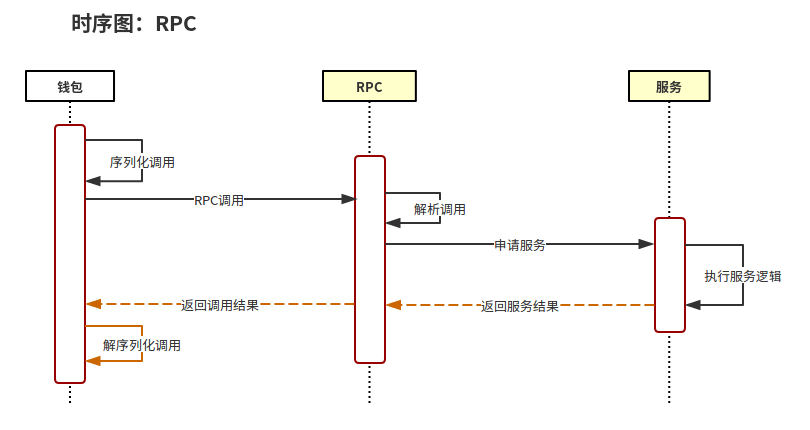 时序图：RPC
钱包
RPC
服务
序列化调用
RPC调用
解析调用
申请服务
执行服务逻辑
返回调用结果
返回服务结果
解序列化调用